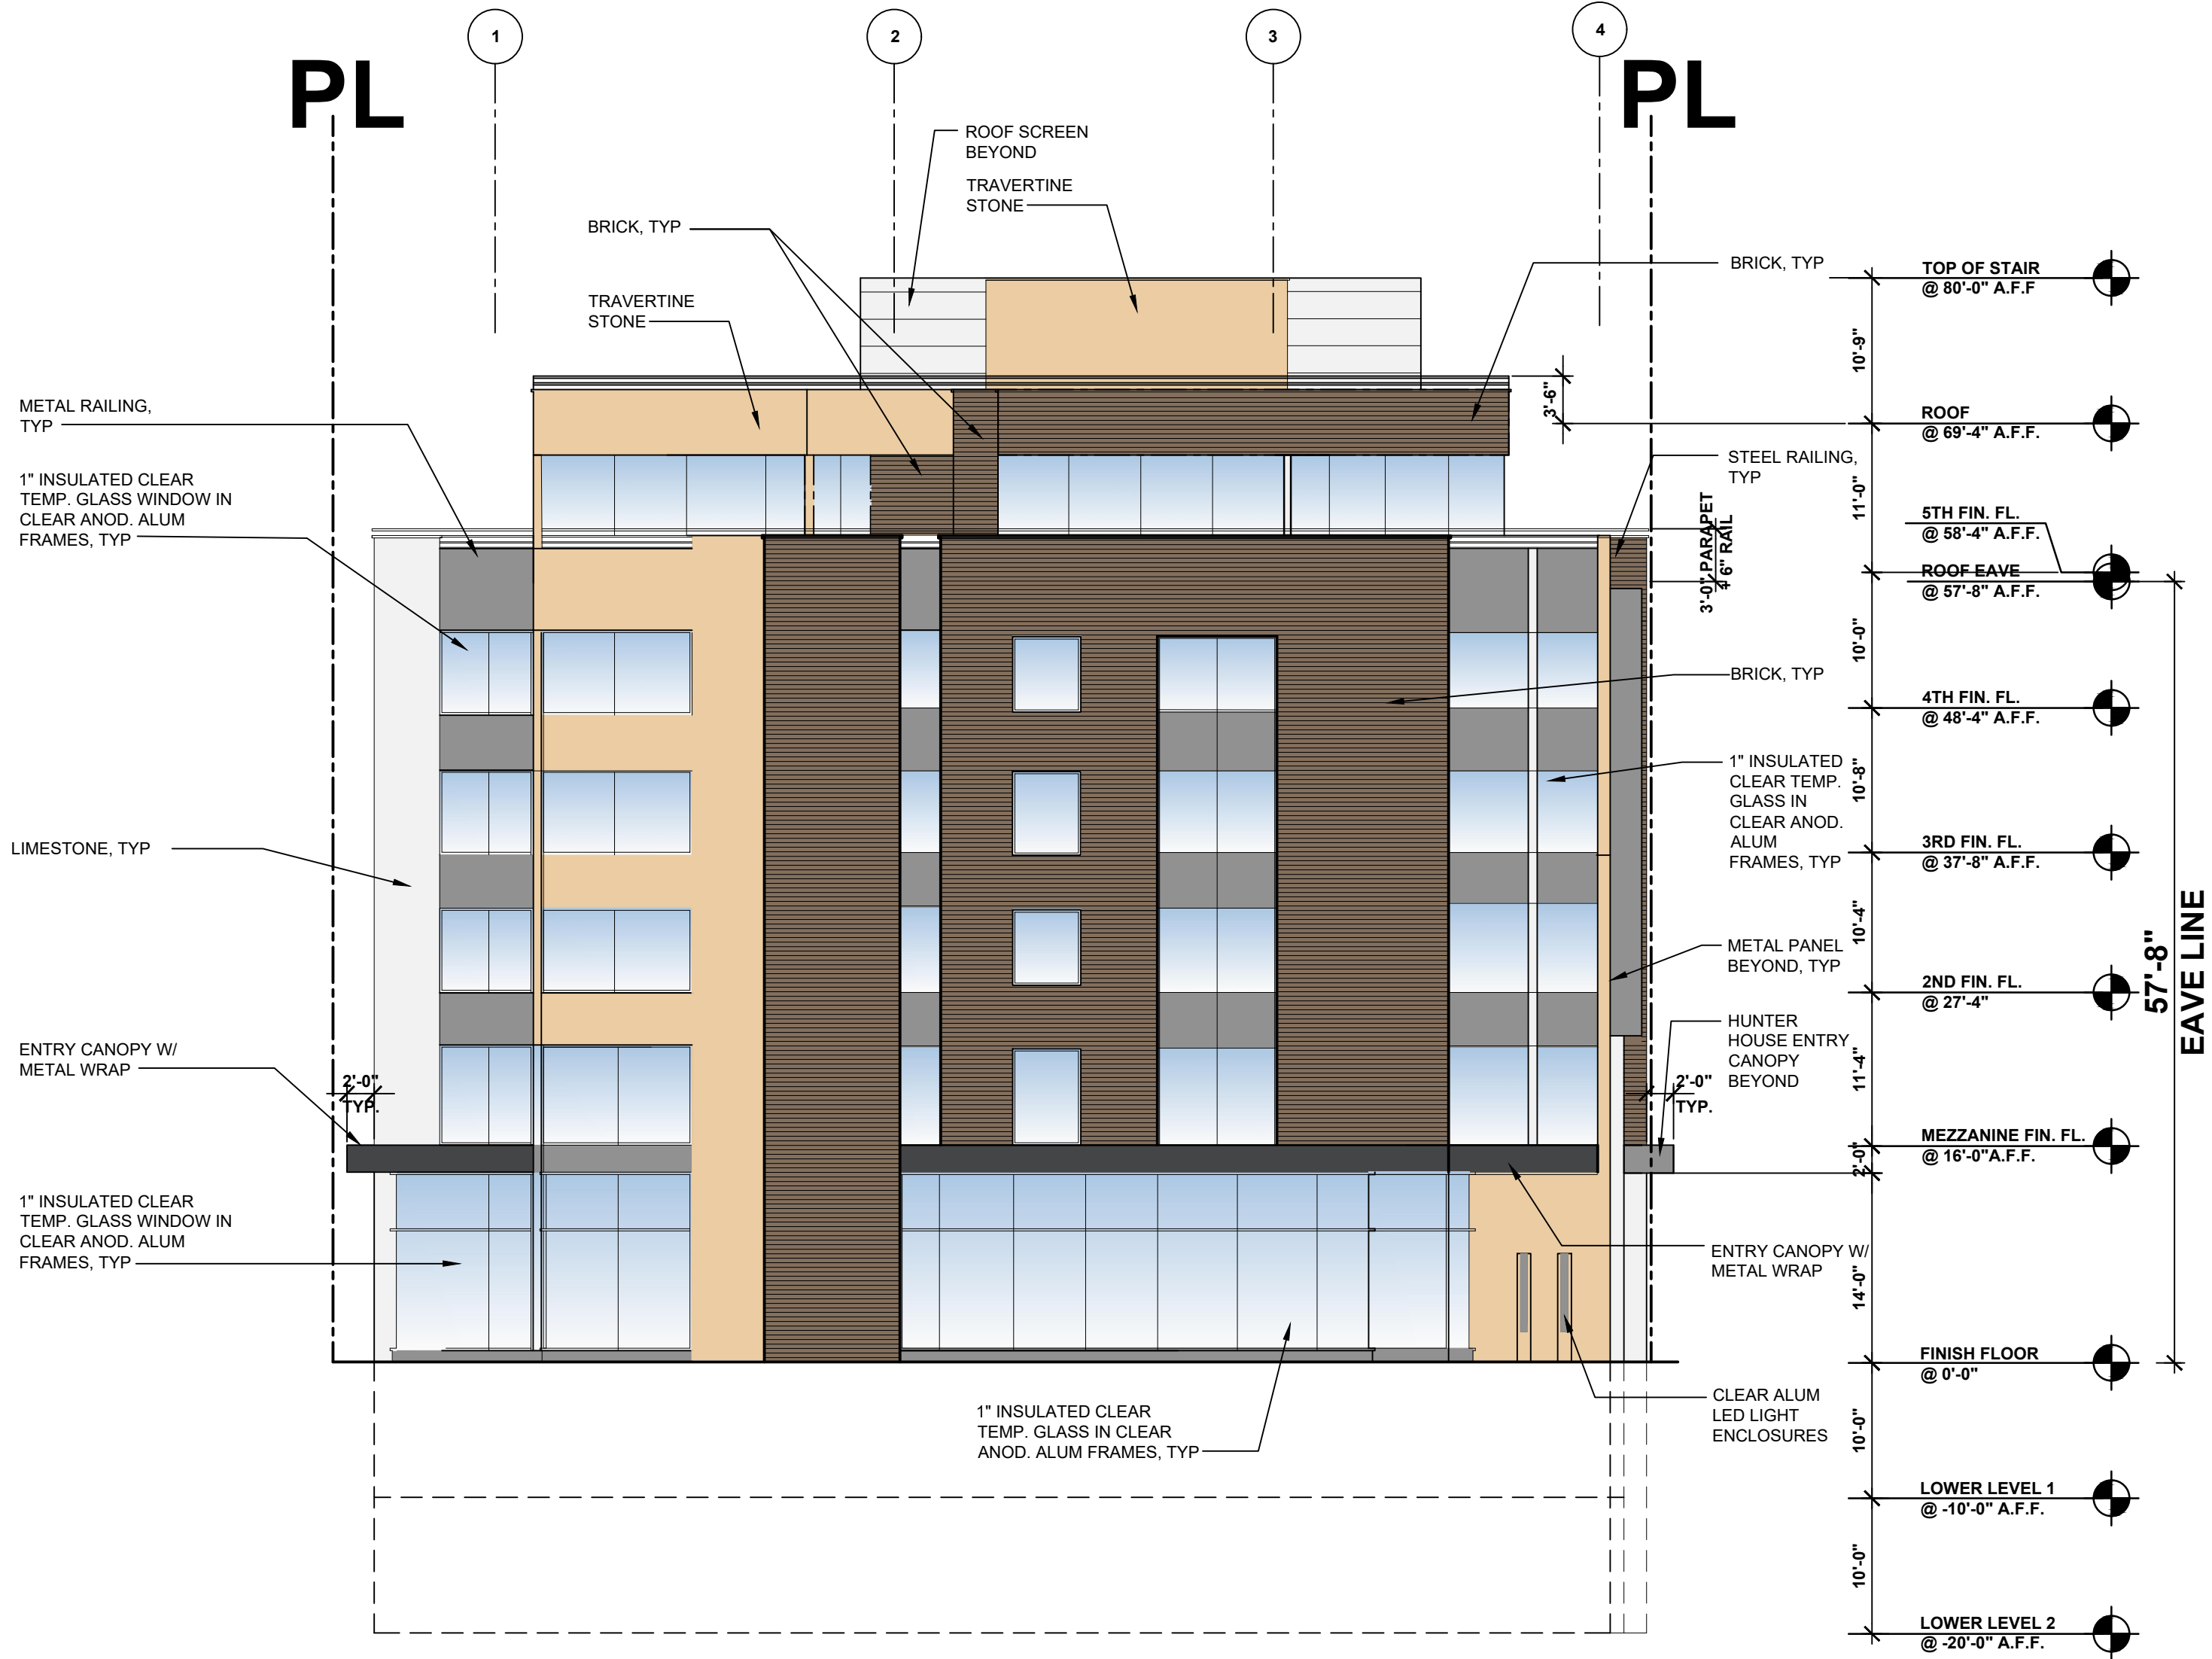 1
2
3
4
PL
PL
ROOF SCREEN
BEYOND
TRAVERTINE
STONE
BRICK, TYP
TRAVERTINE
STONE
METAL RAILING,
TYP
1" INSULATED CLEAR
TEMP. GLASS WINDOW IN
CLEAR ANOD. ALUM
FRAMES, TYP
LIMESTONE, TYP
ENTRY CANOPY W/
METAL WRAP
2'-0"
TYP.
1" INSULATED CLEAR
TEMP. GLASS WINDOW IN
CLEAR ANOD. ALUM
FRAMES, TYP
1" INSULATED CLEAR
TEMP. GLASS IN CLEAR
ANOD. ALUM FRAMES, TYP
BRICK, TYP
3'-6"
STEEL RAILING,
TYP
3'-0" PARAPET
4'6" RAIL
BRICK, TYP
1" INSULATED
CLEAR TEMP.
GLASS IN
CLEAR ANOD.
ALUM
FRAMES, TYP
METAL PANEL
BEYOND, TYP
HUNTER
HOUSE ENTRY
CANOPY
BEYOND
2'-0"
TYP.
ENTRY CANOPY W/
METAL WRAP
CLEAR ALUM
LED LIGHT
ENCLOSURES
10'-9"
11'-0"
10'-0"
10'-8"
10'-4"
11'-4"
2'-0"
14'-0"
10'-0"
10'-0"
TOP OF STAIR
@ 80'-0" A.F.F
ROOF
@ 69'-4" A.F.F.
5TH FIN. FL.
@ 58'-4" A.F.F.
ROOF EAVE
@ 57'-8" A.F.F.
4TH FIN. FL.
@ 48'-4" A.F.F.
3RD FIN. FL.
@ 37'-8" A.F.F.
2ND FIN. FL.
@ 27'-4"
MEZZANINE FIN. FL.
@ 16'-0"A.F.F.
FINISH FLOOR
@ 0'-0"
LOWER LEVEL 1
@ -10'-0" A.F.F.
LOWER LEVEL 2
@ -20'-0" A.F.F.
57'-8"
EAVE LINE